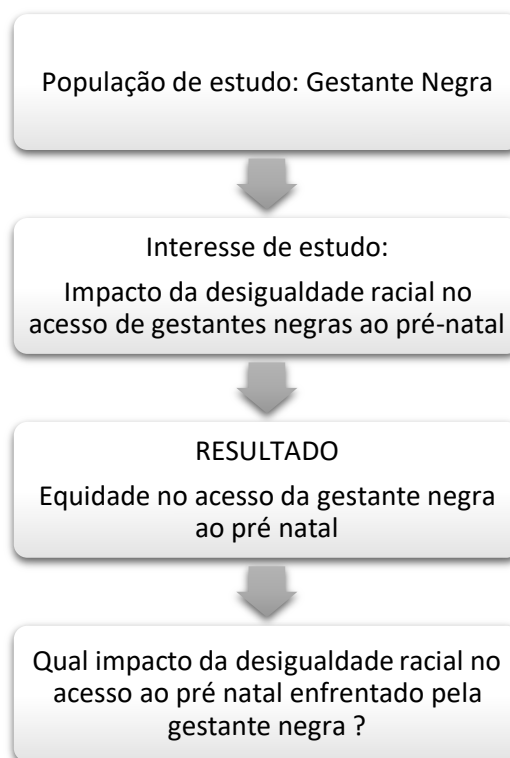 População de estudo: Gestante Negra
Interesse de estudo:
Impacto da desigualdade racial no
acesso de gestantes negras ao pré-natal
RESULTADO
Equidade no acesso da gestante negra
ao pré natal
Qual impacto da desigualdade racial no
acesso ao pré natal enfrentado pela
gestante negra ?